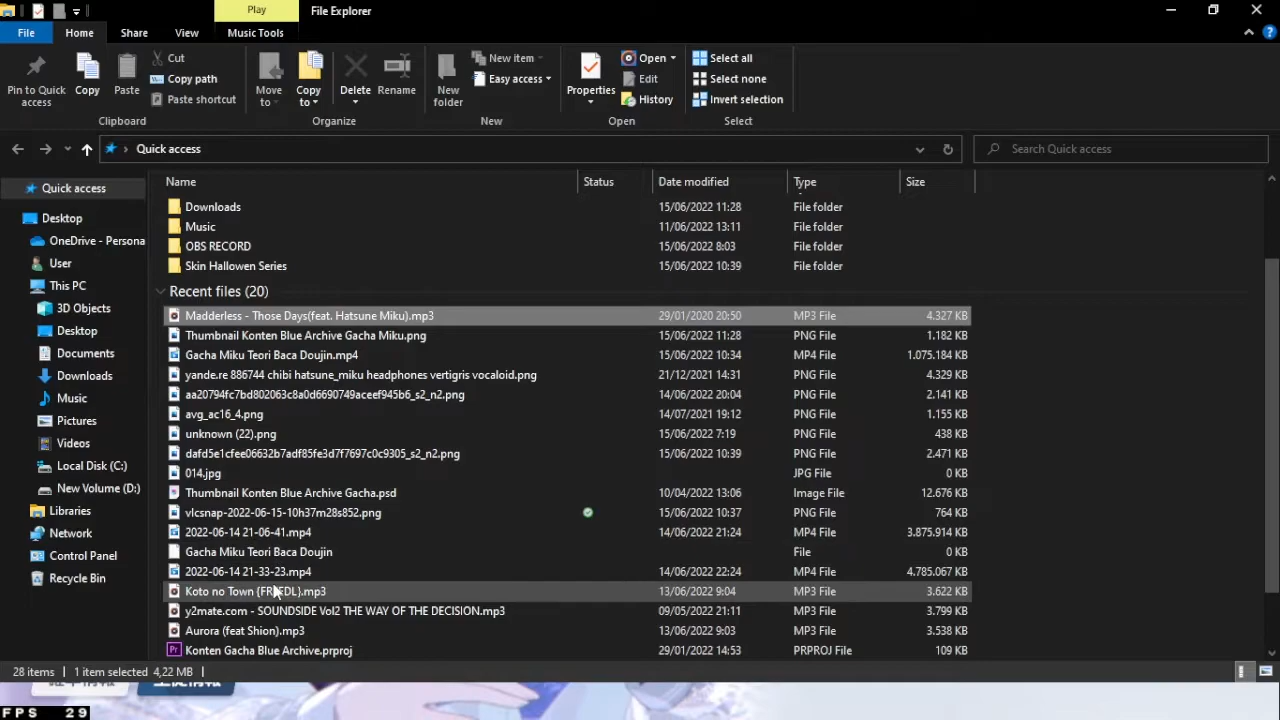 Play
File Explorer
File
Home
Share
View
Music Tools
Pin to Quick access
Copy
Paste
Cut
Copy path
Paste shortcut
Clipboard
Move to
Copy to
Delete
Rename
Organize
New folder
New item
Easy access
New
Properties
Open
Edit
History
Open
Select all
Select none
Invert selection
Select
Quick access
Search Quick access
Quick access
Desktop
OneDrive - Persona
User
This PC
3D Objects
Desktop
Documents
Downloads
Music
Pictures
Videos
Local Disk (C:)
New Volume (D:)
Libraries
Network
Control Panel
Recycle Bin
Name Status Date modified Type Size
Downloads 15/06/2022 11:28 File folder
Music 11/06/2022 13:11 File folder
OBS RECORD 15/06/2022 8:03 File folder
Skin Hallowen Series 15/06/2022 10:39 File folder
Recent files (20)
Madderless - Those Days(feat. Hatsune Miku).mp3 29/01/2020 20:50 MP3 File 4.327 KB
Thumbnail Konten Blue Archive Gacha Miku.png 15/06/2022 11:28 PNG File 1.182 KB
Gacha Miku Teori Baca Doujin.mp4 15/06/2022 10:34 MP4 File 1.075.184 KB
yande.re 886744 chibi hatsune_miku headphones vertigris vocaloid.png 21/12/2021 14:31 PNG File 4.329 KB
aa20794fc7bd802063c8a0d6690749aceef945b6_s2_n2.png 14/06/2022 20:04 PNG File 2.141 KB
avg_ac16_4.png 14/07/2021 19:12 PNG File 1.155 KB
unknown (22).png 15/06/2022 7:19 PNG File 438 KB
dafd5e1cfee06632b7adf85fe3d7f7697c0c9305_s2_n2.png 15/06/2022 10:39 PNG File 2.471 KB
014.jpg JPG File 0 KB
Thumbnail Konten Blue Archive Gacha.psd 10/04/2022 13:06 Image File 12.676 KB
vlcsnap-2022-06-15-10h37m28s852.png 15/06/2022 10:37 PNG File 764 KB
2022-06-14 21-06-41.mp4 14/06/2022 21:24 MP4 File 3.875.914 KB
Gacha Miku Teori Baca Doujin File 0 KB
2022-06-14 21-33-23.mp4 14/06/2022 22:24 MP4 File 4.785.067 KB
Koto no Town 13/06/2022 9:04 MP3 File 3.622 KB
y2mate.com - SOUNDSIDE Vol2 THE WAY OF THE DECISION.mp3 09/05/2022 21:11 MP3 File 3.799 KB
Aurora (feat Shion).mp3 13/06/2022 9:03 MP3 File 3.538 KB
Konten Gacha Blue Archive.prproj 29/01/2022 14:53 PRPROJ File 109 KB
28 items 1 item selected 4,22 MB
FPS 29